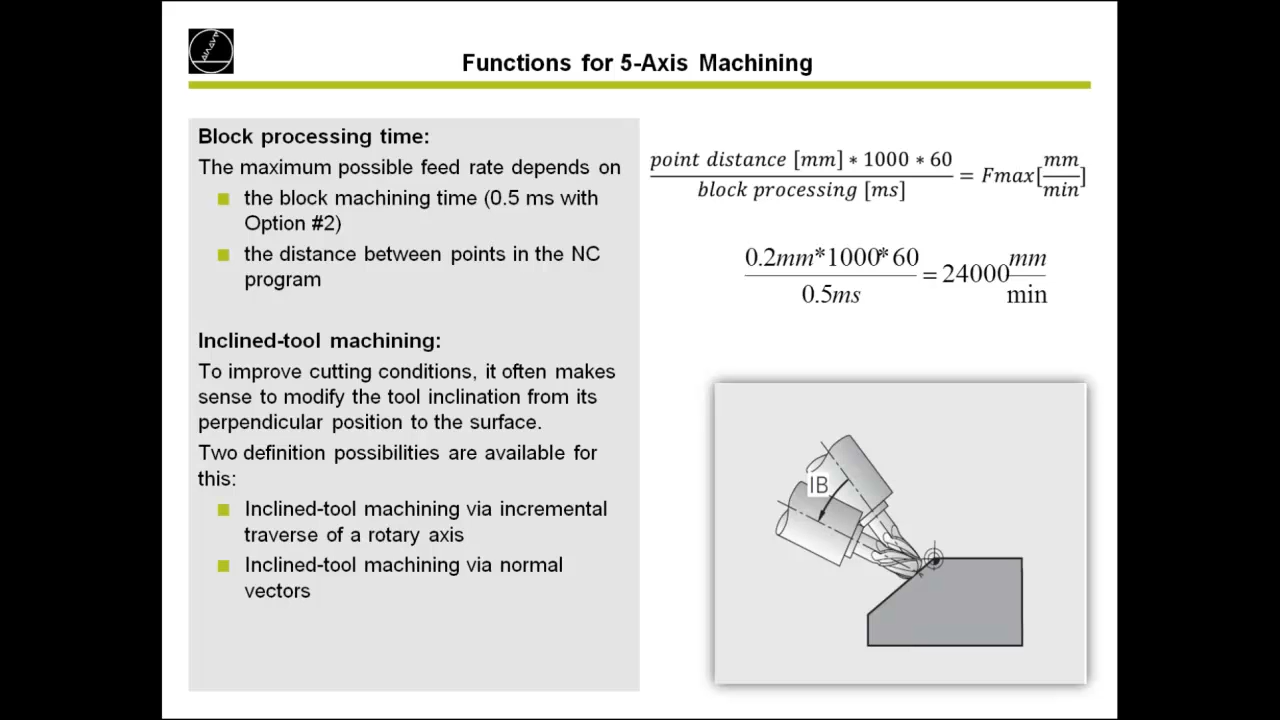 Functions for 5-Axis Machining
Block processing time:
The maximum possible feed rate depends on
the block machining time (0.5 ms with
Option #2)
the distance between points in the NC
program
Inclined-tool machining:
To improve cutting conditions, it often makes
sense to modify the tool inclination from its
perpendicular position to the surface.
Two definition possibilities are available for
this:
Inclined-tool machining via incremental
traverse of a rotary axis
Inclined-tool machining via normal
vectors
point distance [mm] * 1000 * 60
block processing [ms]
= Fmax[mm/min]
0.2mm*1000*60
0.5ms
= 24000 mm/min
IB